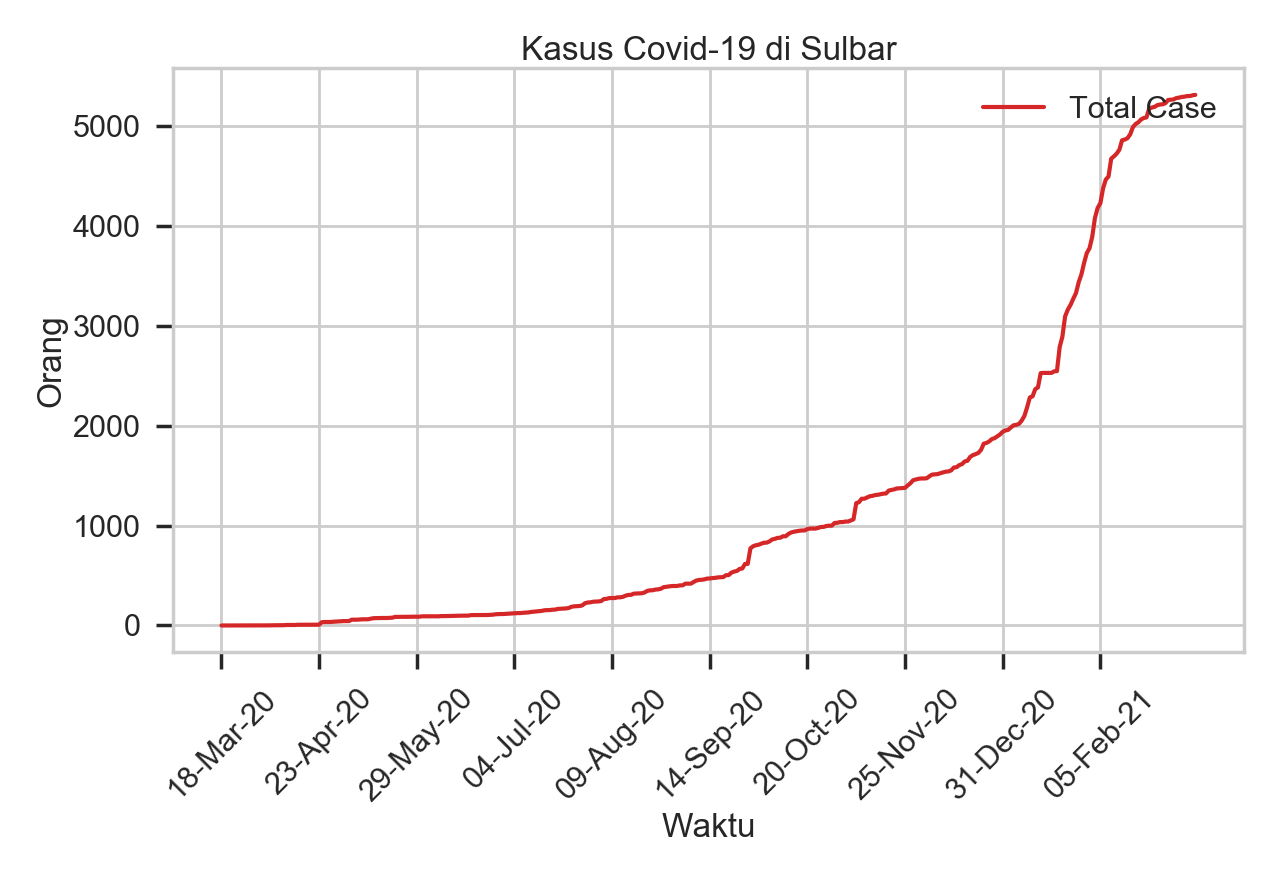 Kasus Covid-19 di Sulbar
Total Case
Orang
5000
4000
3000
2000
1000
0
18-Mar-20
23-Apr-20
29-May-20
04-Jul-20
09-Aug-20
14-Sep-20
20-Oct-20
25-Nov-20
31-Dec-20
05-Feb-21
Waktu